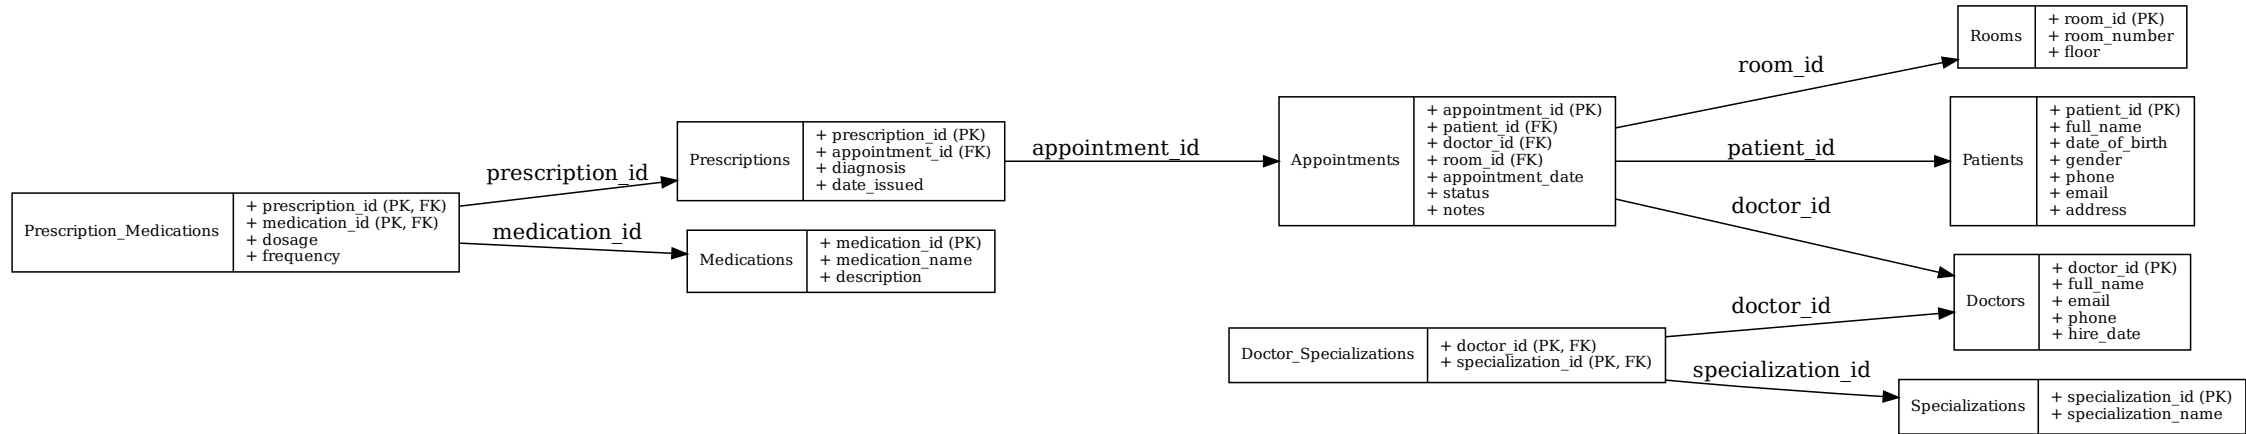 Prescription_Medications
+ prescription_id (PK, FK)
+ medication_id (PK, FK)
+ dosage
+ frequency
prescription_id
medication_id
Prescriptions
+ prescription_id (PK)
+ appointment_id (FK)
+ diagnosis
+ date_issued
Medications
+ medication_id (PK)
+ medication_name
+ description
appointment_id
Appointments
+ appointment_id (PK)
+ patient_id (FK)
+ doctor_id (FK)
+ room_id (FK)
+ appointment_date
+ status
+ notes
Doctor_Specializations
+ doctor_id (PK, FK)
+ specialization_id (PK, FK)
room_id
patient_id
doctor_id
doctor_id
specialization_id
Rooms
+ room_id (PK)
+ room_number
+ floor
Patients
+ patient_id (PK)
+ full_name
+ date_of_birth
+ gender
+ phone
+ email
+ address
Doctors
+ doctor_id (PK)
+ full_name
+ email
+ phone
+ hire_date
Specializations
+ specialization_id (PK)
+ specialization_name